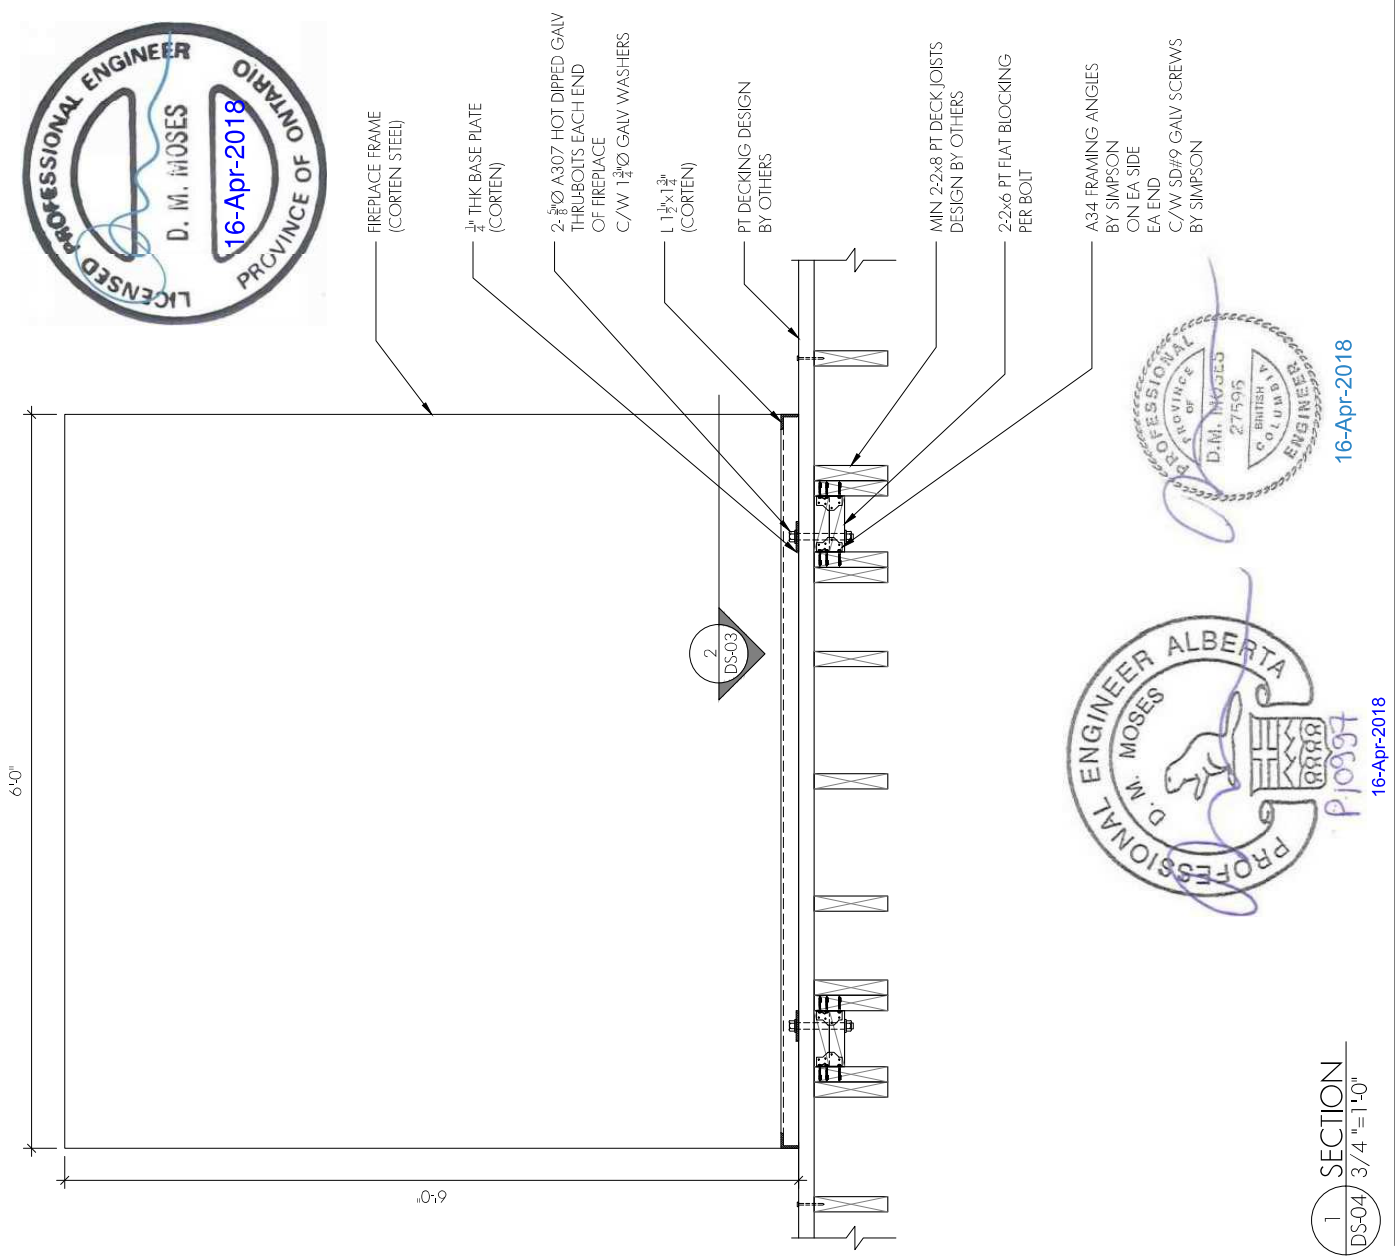 LICENSED PROFESSIONAL ENGINEER
D. M. MOSES
16-Apr-2018
PROVINCE OF ONTARIO
FIREPLACE FRAME
(CORTEN STEEL)
1/4" THK BASE PLATE
(CORTEN)
2-5/8"Ø A307 HOT DIPPED GALV
THRU-BOLTS EACH END
OF FIREPLACE
C/W 1 3/4"Ø GALV WASHERS
L 1 1/2"x1 3/4"
(CORTEN)
PT DECKING DESIGN
BY OTHERS
MIN 2-2x8 PT DECK JOISTS
DESIGN BY OTHERS
2-2x6 PT FLAT BLOCKING
PER BOLT
A34 FRAMING ANGLES
BY SIMPSON
ON EA SIDE
EA END
C/W SD#9 GALV SCREWS
BY SIMPSON
6'-0"
6'-0"
2
DS-03
PROFESSIONAL
PROVINCE
OF
D.M. MOSES
27595
BRITISH
COLUMBIA
ENGINEER
16-Apr-2018
PROFESSIONAL ENGINEER ALBERTA
D. M. MOSES
16-Apr-2018
1
DS-04
SECTION
3/4 "=1'-0"